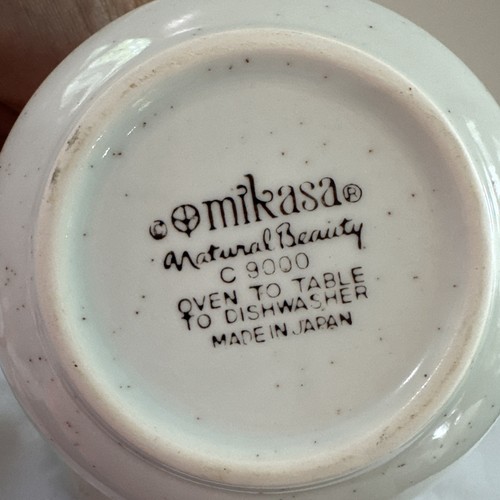 © mikasa®
Natural Beauty
C 9000
OVEN TO TABLE
TO DISHWASHER
MADE IN JAPAN